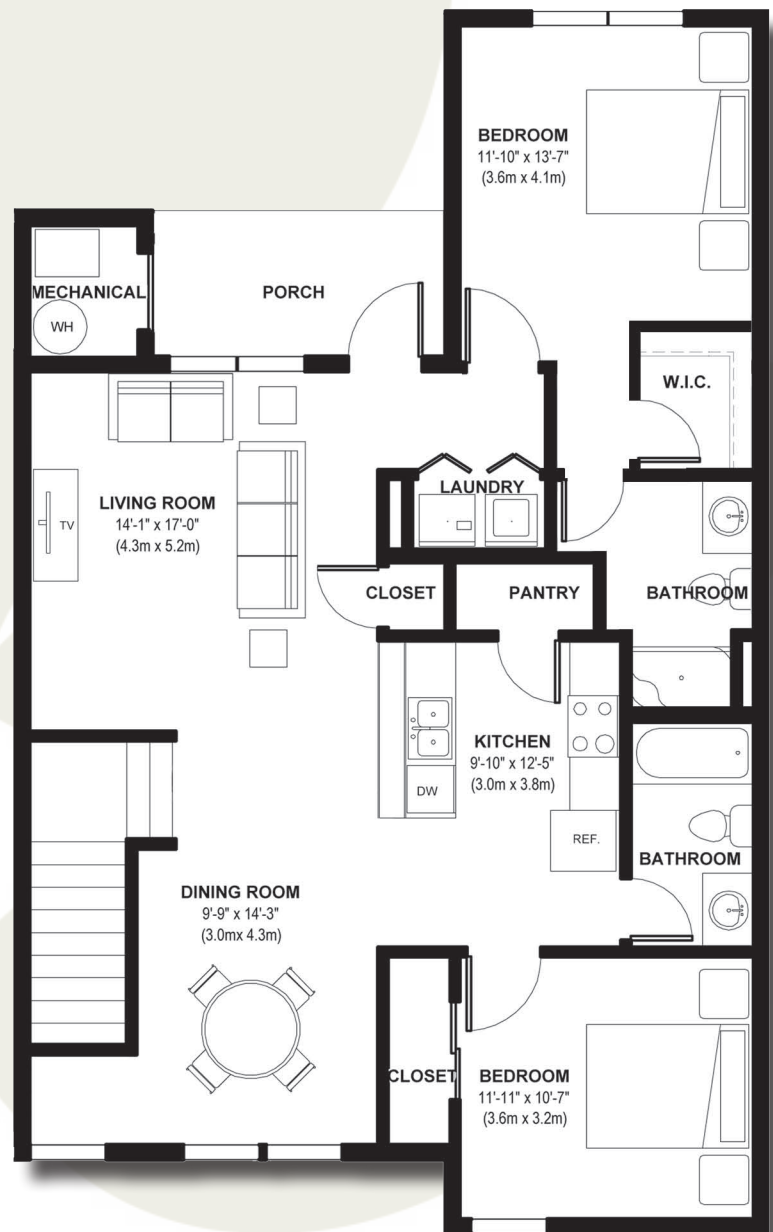 BEDROOM
11'-10" x 13'-7"
(3.6m x 4.1m)
MECHANICAL
WH
PORCH
W.I.C.
LIVING ROOM
14'-1" x 17'-0"
(4.3m x 5.2m)
TV
LAUNDRY
CLOSET
PANTRY
BATHROOM
KITCHEN
9'-10" x 12'-5"
(3.0m x 3.8m)
DW
REF.
BATHROOM
DINING ROOM
9'-9" x 14'-3"
(3.0mx 4.3m)
CLOSET
BEDROOM
11'-11" x 10'-7"
(3.6m x 3.2m)